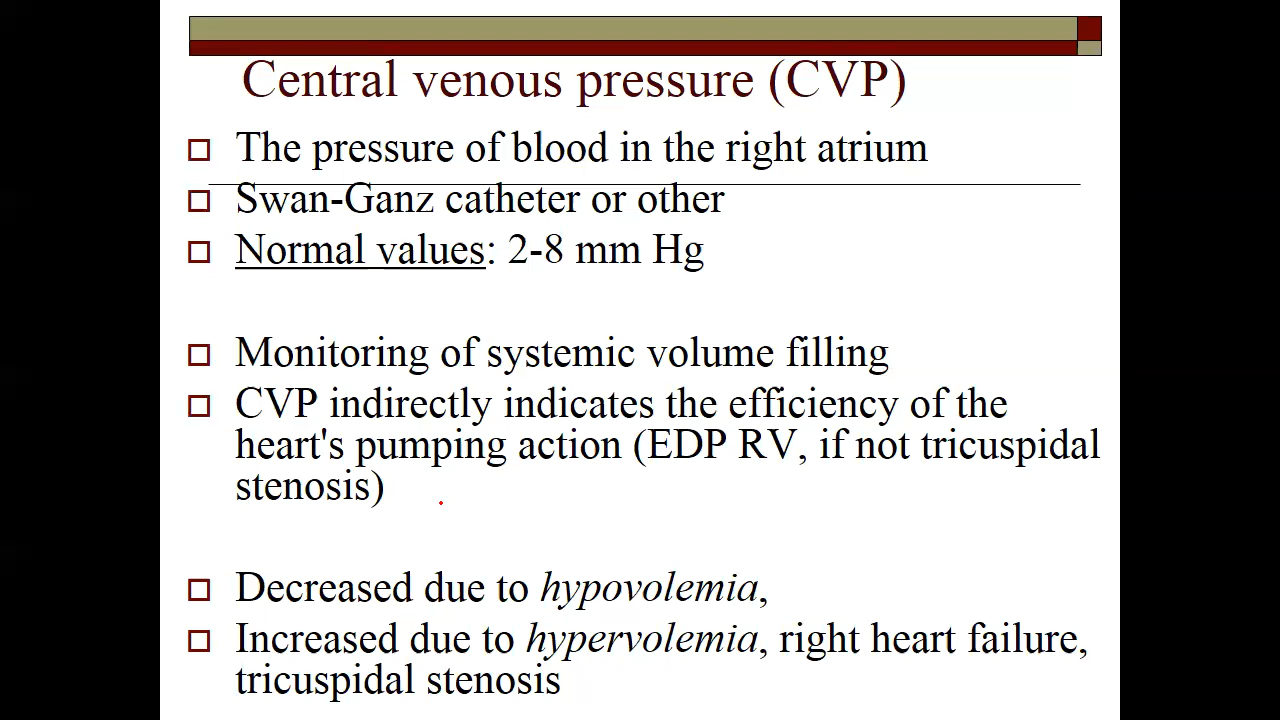 Central venous pressure (CVP)
The pressure of blood in the right atrium
Swan-Ganz catheter or other
Normal values: 2-8 mm Hg
Monitoring of systemic volume filling
CVP indirectly indicates the efficiency of the
heart's pumping action (EDP RV, if not tricuspidal
stenosis)
Decreased due to hypovolemia,
Increased due to hypervolemia, right heart failure,
tricuspidal stenosis